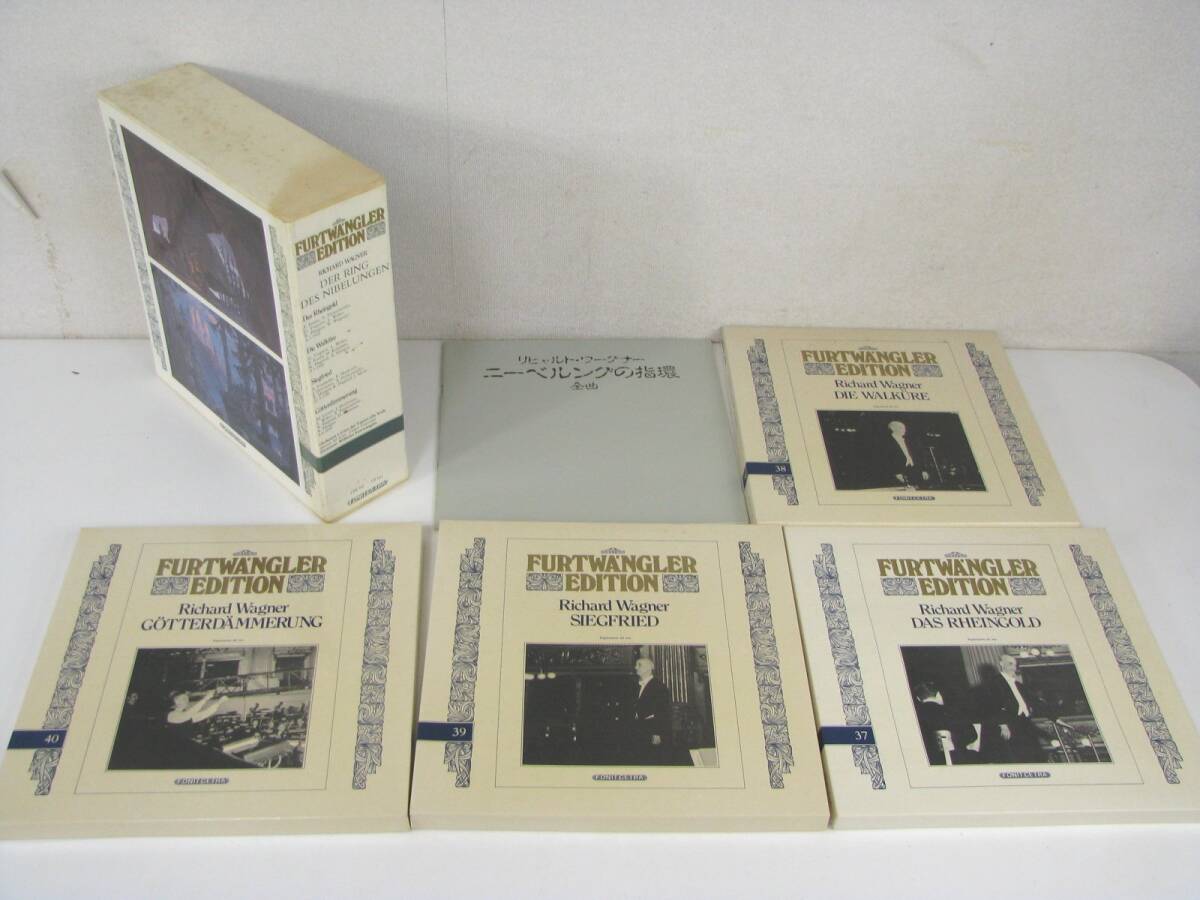 FURTWÄNGLER
EDITION
RICHARD WAGNER
DER RING
DES NIBELUNGEN
Das Rheingold
Die Walküre
Siegfried
Götterdämmerung
リヒャルト・ワーグナー
ニーベルングの指環
全曲
FURTWÄNGLER
EDITION
Richard Wagner
DIE WALKÜRE
38
FONIT CETRA
FURTWÄNGLER
EDITION
Richard Wagner
GÖTTERDÄMMERUNG
40
FONIT CETRA
FURTWÄNGLER
EDITION
Richard Wagner
SIEGFRIED
39
FONIT CETRA
FURTWÄNGLER
EDITION
Richard Wagner
DAS RHEINGOLD
37
FONIT CETRA